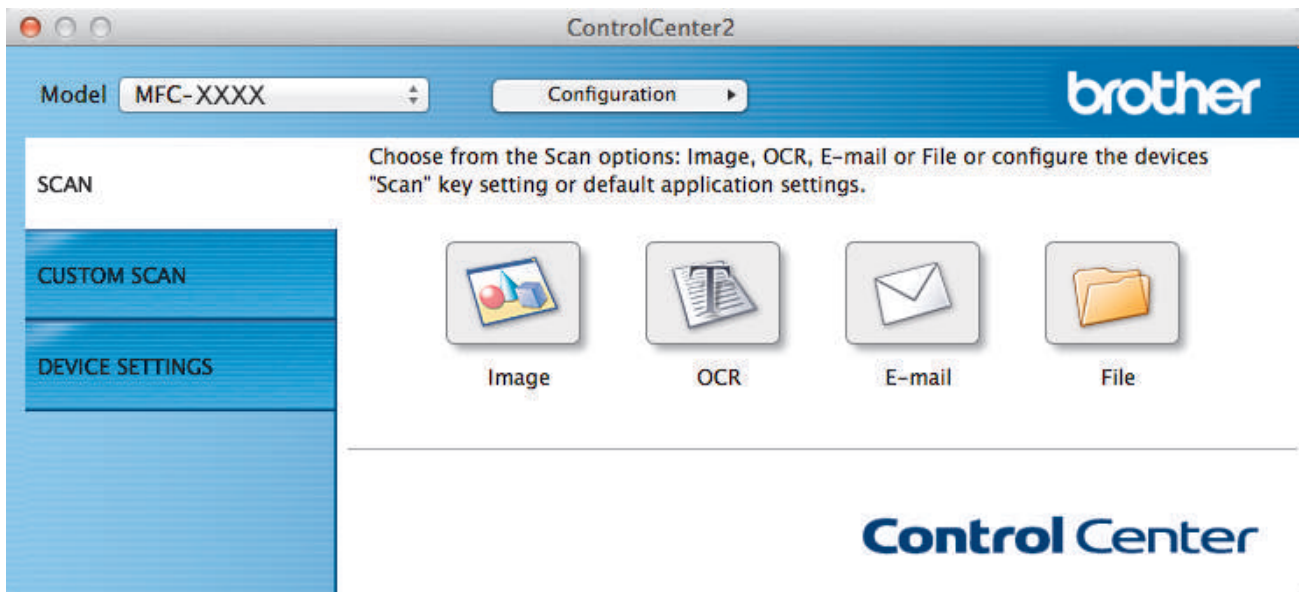 ControlCenter2
Model MFC-XXXX Configuration
brother
SCAN
Choose from the Scan options: Image, OCR, E-mail or File or configure the devices
"Scan" key setting or default application settings.
CUSTOM SCAN
DEVICE SETTINGS
Image OCR E-mail File
Control Center